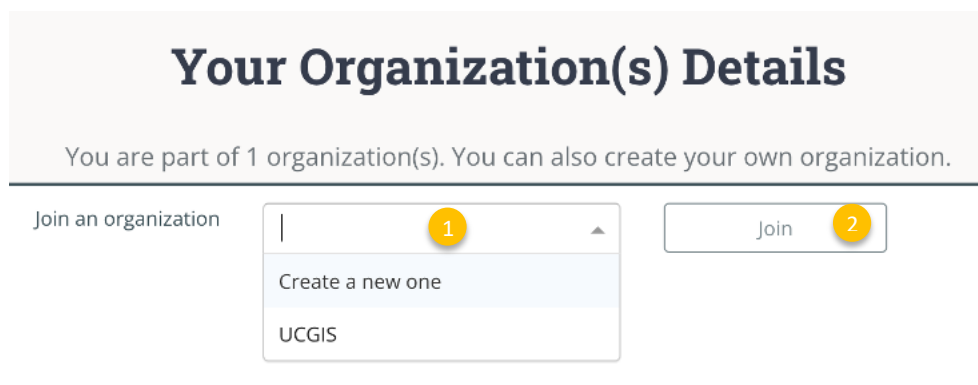 Your Organization(s) Details
You are part of 1 organization(s). You can also create your own organization.
Join an organization 1 Join 2
Create a new one
UCGIS